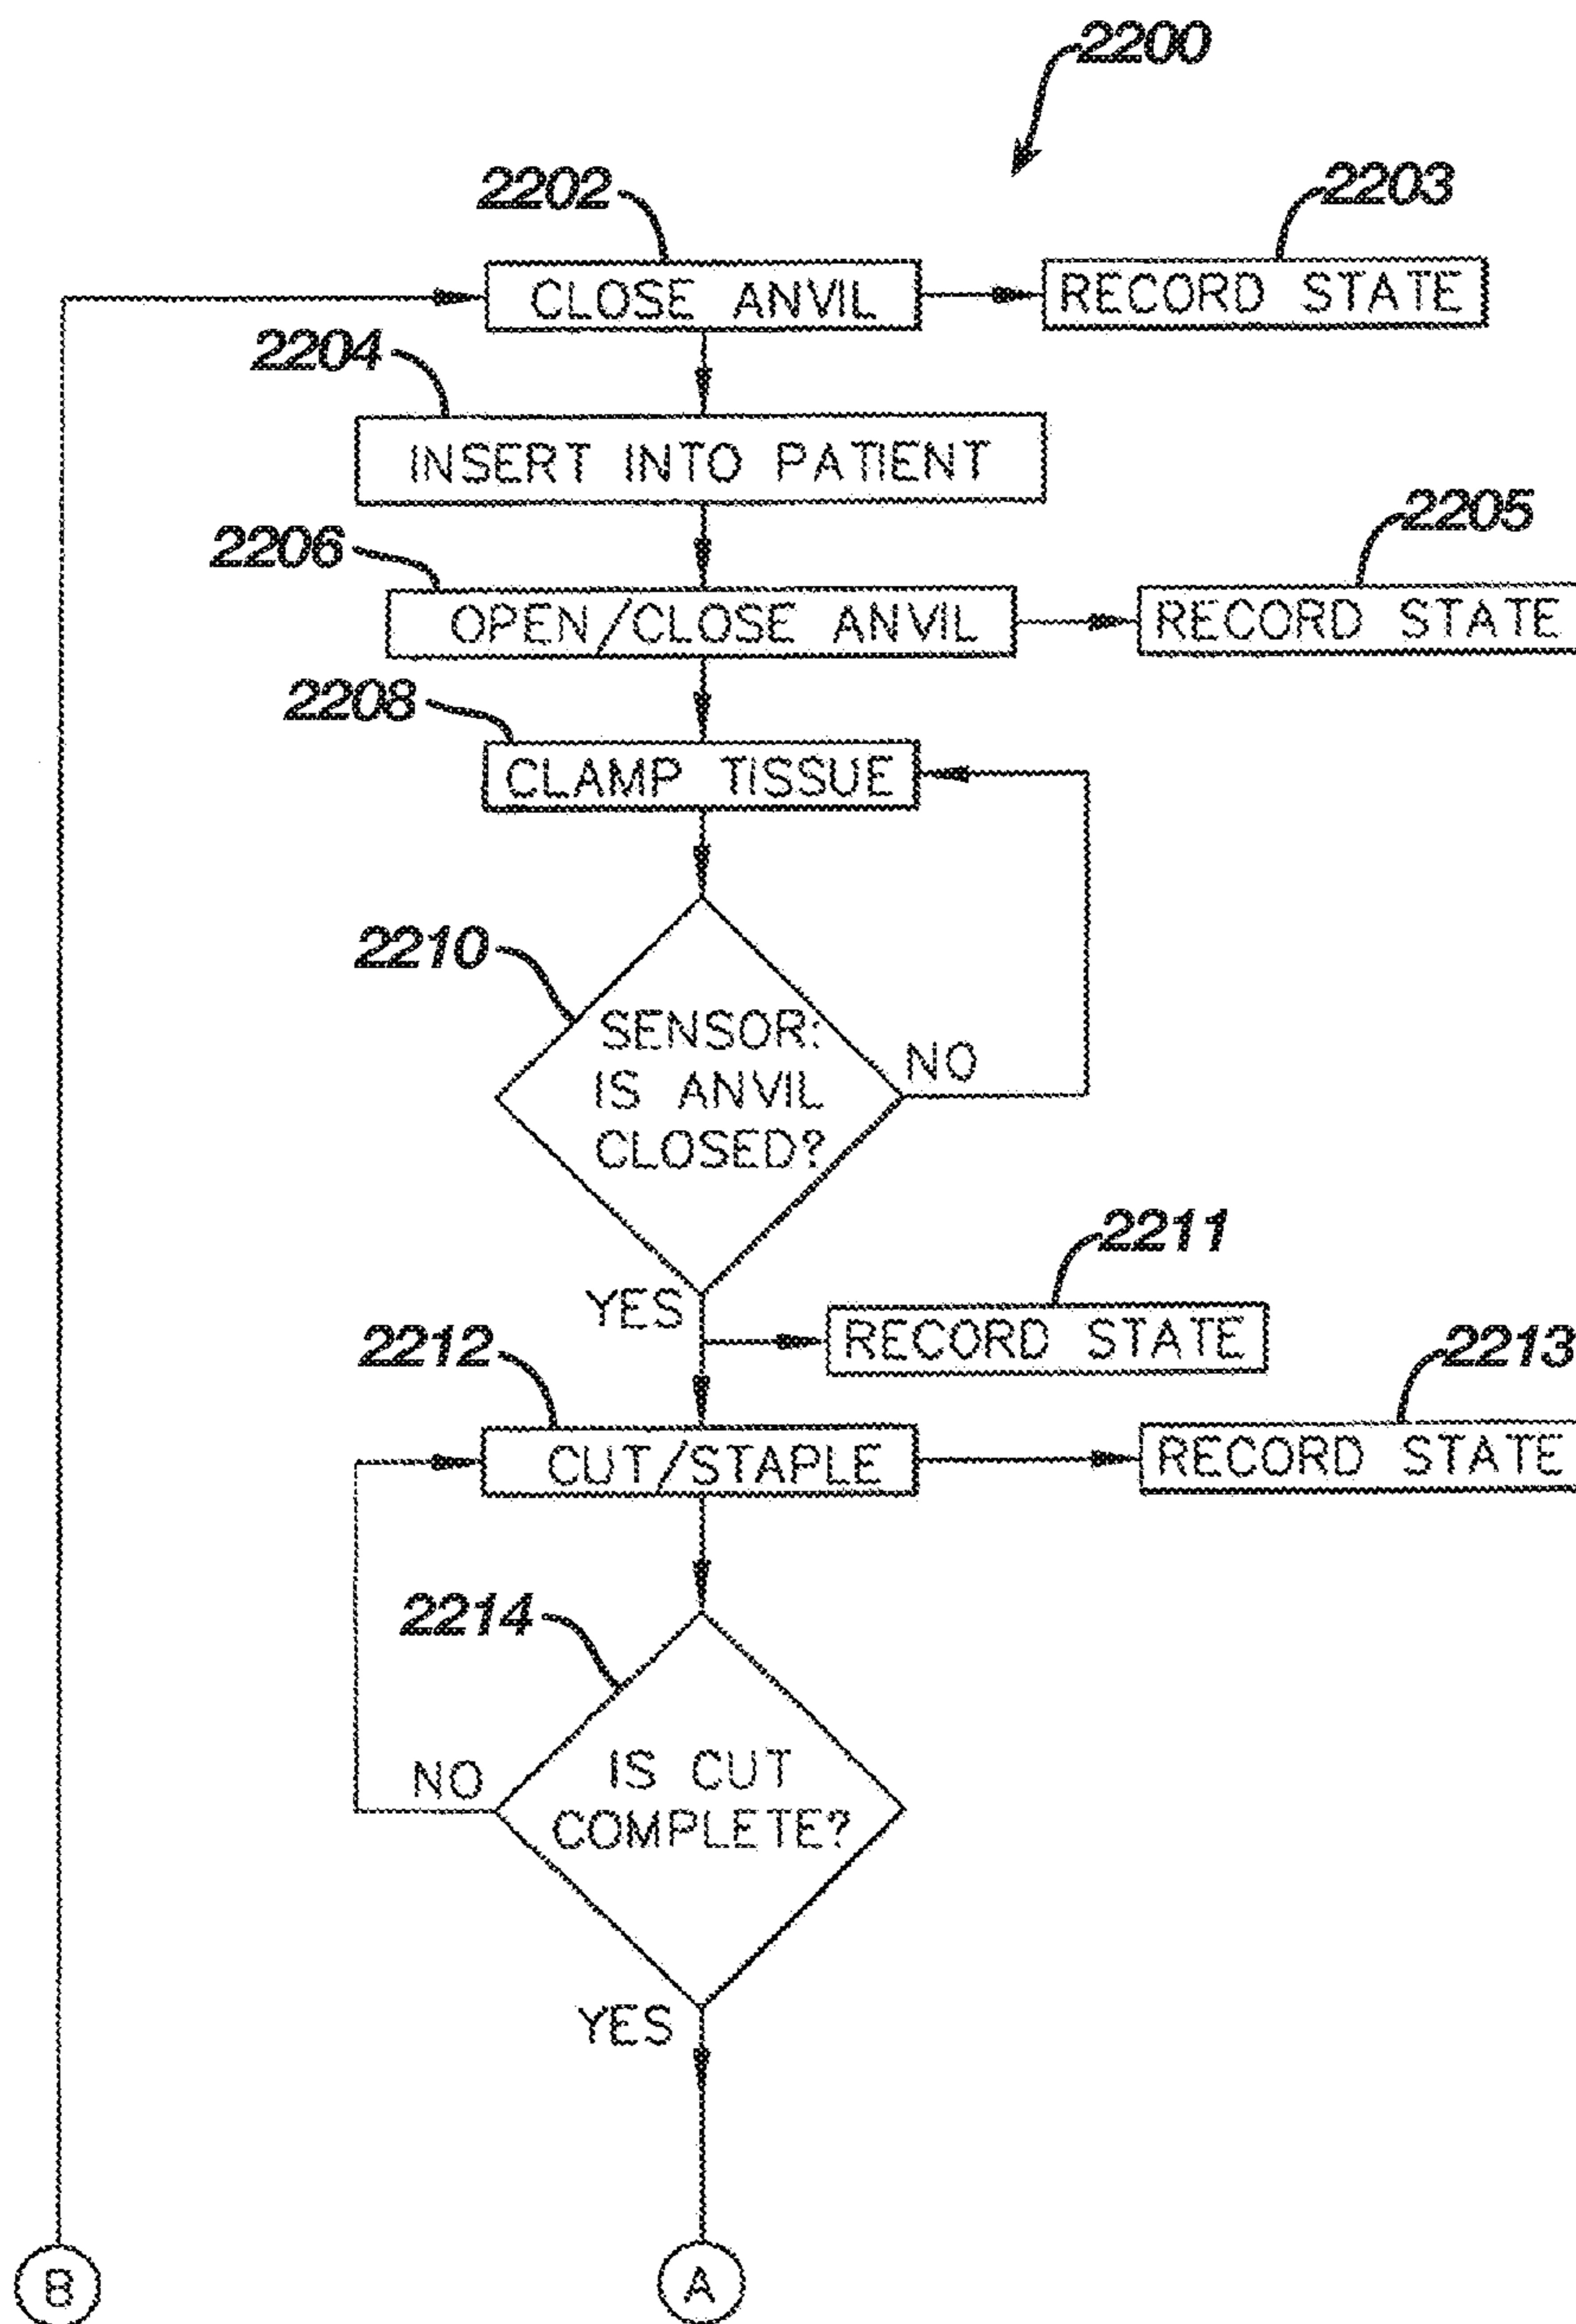 2200
2202
2203
CLOSE ANVIL
RECORD STATE
2204
INSERT INTO PATIENT
2205
2206
OPEN/CLOSE ANVIL
RECORD STATE
2208
CLAMP TISSUE
2210
SENSOR:
IS ANVIL
CLOSED?
NO
2211
YES
RECORD STATE
2212
2213
CUT/STAPLE
RECORD STATE
2214
NO
IS CUT
COMPLETE?
YES
B
A